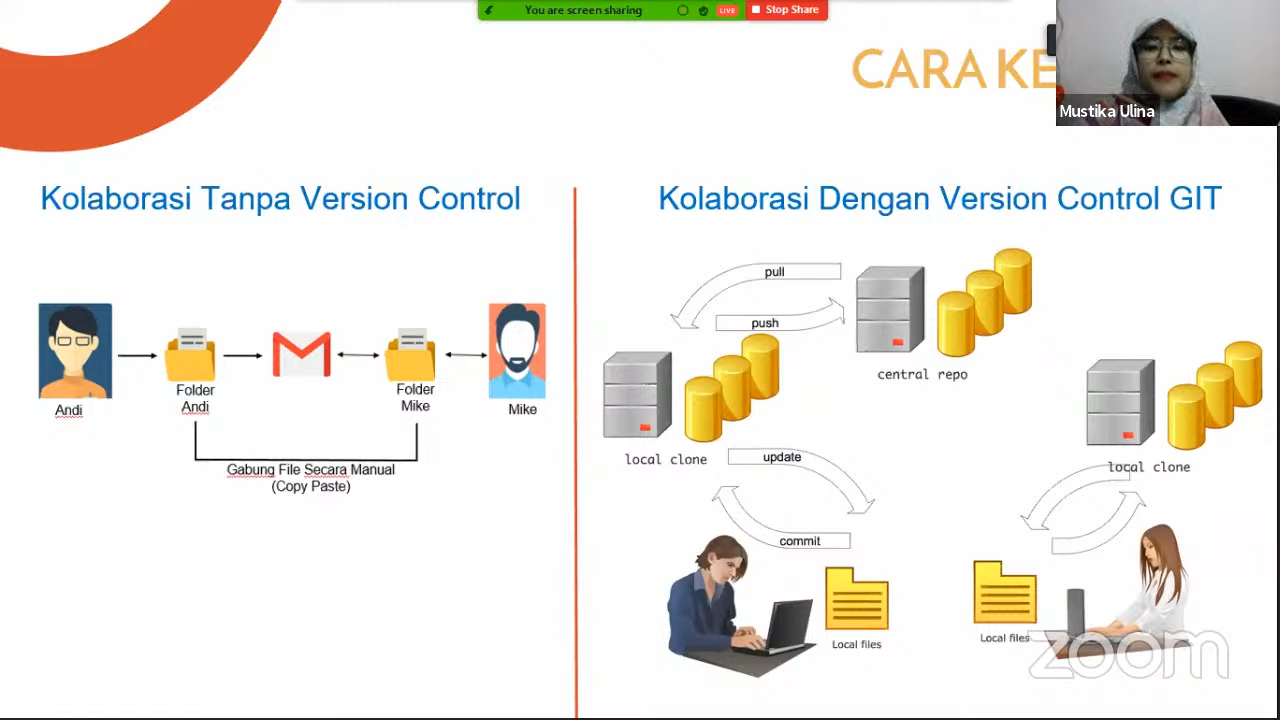 You are screen sharing
LIVE
Stop Share
CARA KE
Mustika Ulina
Kolaborasi Tanpa Version Control
Andi
Folder
Andi
Folder
Mike
Mike
Gabung File Secara Manual
(Copy Paste)
Kolaborasi Dengan Version Control GIT
pull
push
central repo
local clone
local clone
update
commit
Local files
Local files
zoom